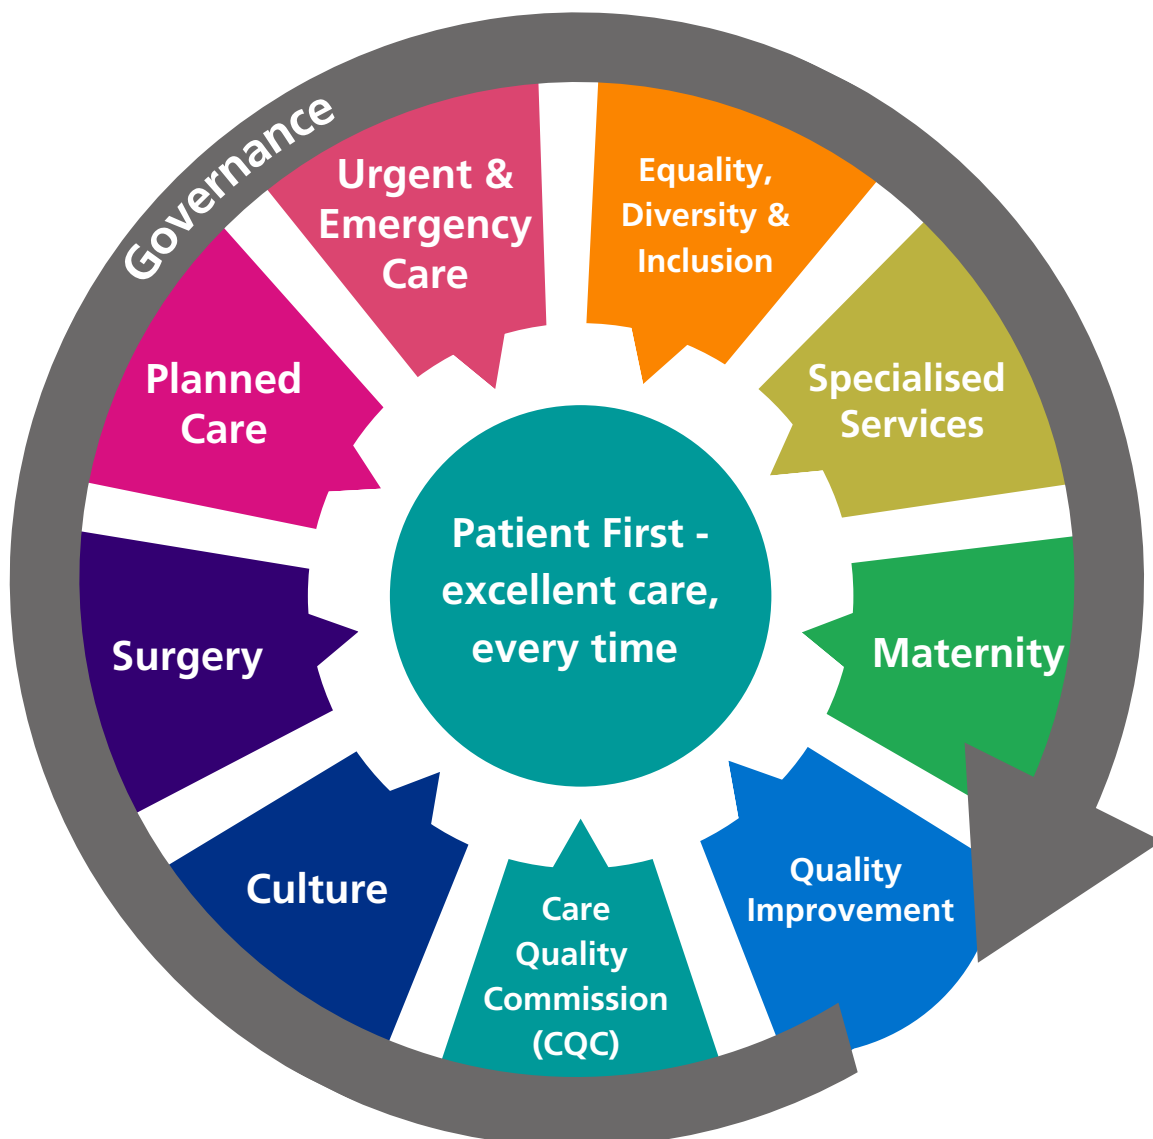 Governance
Urgent &
Emergency
Care
Equality,
Diversity &
Inclusion
Specialised
Services
Maternity
Quality
Improvement
Care
Quality
Commission
(CQC)
Culture
Surgery
Planned
Care
Patient First -
excellent care,
every time